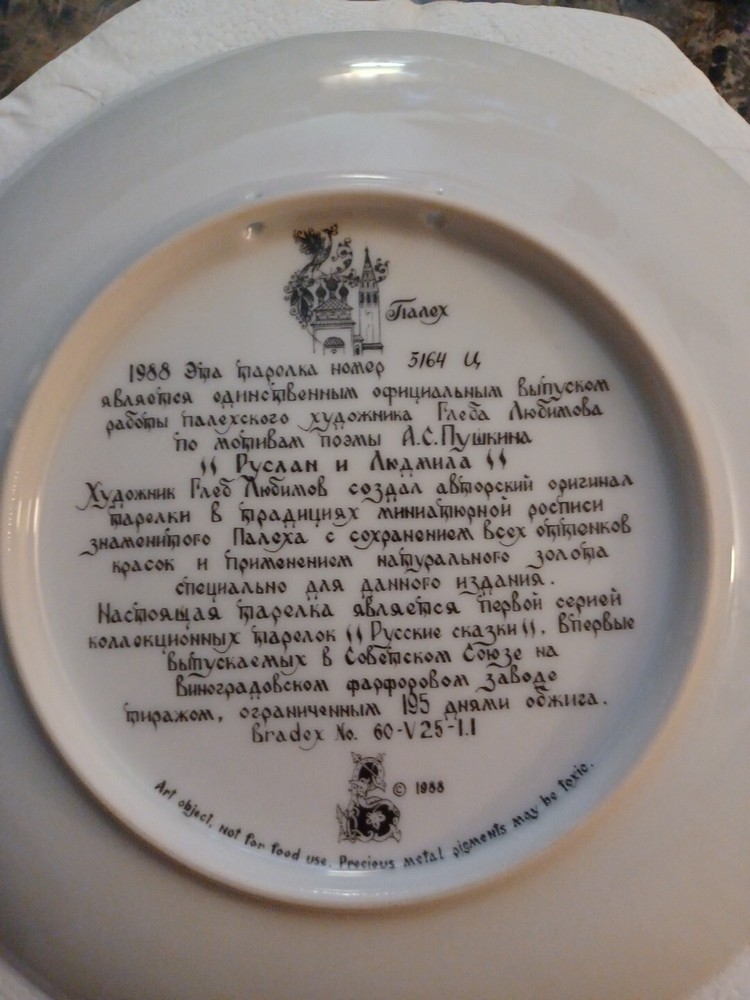 Палех
1988 Эта тарелка номер 5164 Ц
является единственным официальным выпуском
работы палехского художника Глеба Любимова
по мотивам поэмы А.С.Пушкина
"Руслан и Людмила"
Художник Глеб Любимов создал авторский оригинал
тарелки в традициях миниатюрной росписи
знаменитого Палеха с сохранением всех оттенков
красок и применением натурального золота
специально для данного издания.
Настоящая тарелка является первой серией
коллекционных тарелок "Русские сказки". Впервые
выпускаемых в Советском Союзе на
Виноградовском фарфоровом заводе
тиражом, ограниченным 195 днями обжига.
Bradex No. 60-V25-1.1
© 1988
Art object, not for food use. Precious metal pigments may be toxic.